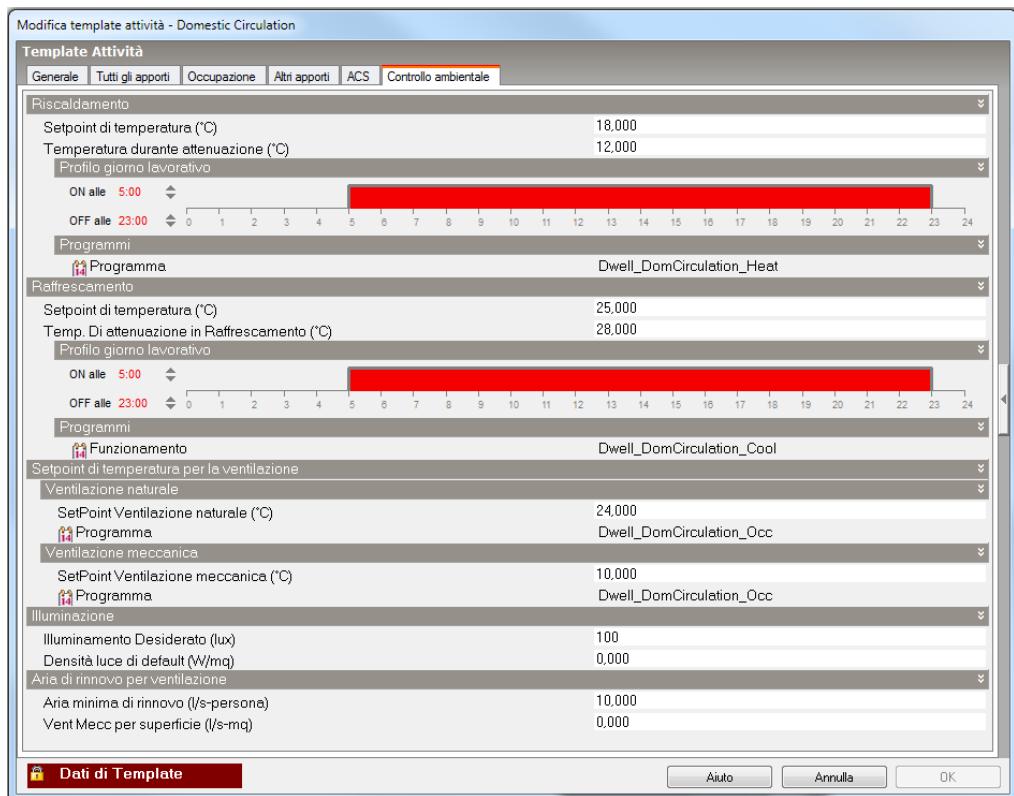 Modifica template attività - Domestic Circulation
Template Attività
Generale Tutti gli apporti Occupazione Altri apporti ACS Controllo ambientale
Riscaldamento
Setpoint di temperatura (°C) 18,000
Temperatura durante attenuazione (°C) 12,000
Profilo giorno lavorativo
ON alle 5:00
OFF alle 23:00 0 1 2 3 4 5 6 7 8 9 10 11 12 13 14 15 16 17 18 19 20 21 22 23 24
Programmi
14 Programma Dwell_DomCirculation_Heat
Raffrescamento
Setpoint di temperatura (°C) 25,000
Temp. Di attenuazione in Raffrescamento (°C) 28,000
Profilo giorno lavorativo
ON alle 5:00
OFF alle 23:00 0 1 2 3 4 5 6 7 8 9 10 11 12 13 14 15 16 17 18 19 20 21 22 23 24
Programmi
14 Funzionamento Dwell_DomCirculation_Cool
Setpoint di temperatura per la ventilazione
Ventilazione naturale
SetPoint Ventilazione naturale (°C) 24,000
14 Programma Dwell_DomCirculation_Occ
Ventilazione meccanica
SetPoint Ventilazione meccanica (°C) 10,000
14 Programma Dwell_DomCirculation_Occ
Illuminazione
Illuminamento Desiderato (lux) 100
Densità luce di default (W/mq) 0,000
Aria di rinnovo per ventilazione
Aria minima di rinnovo (l/s-persona) 10,000
Vent Mecc per superficie (l/s-mq) 0,000
Dati di Template Aiuto Annulla OK